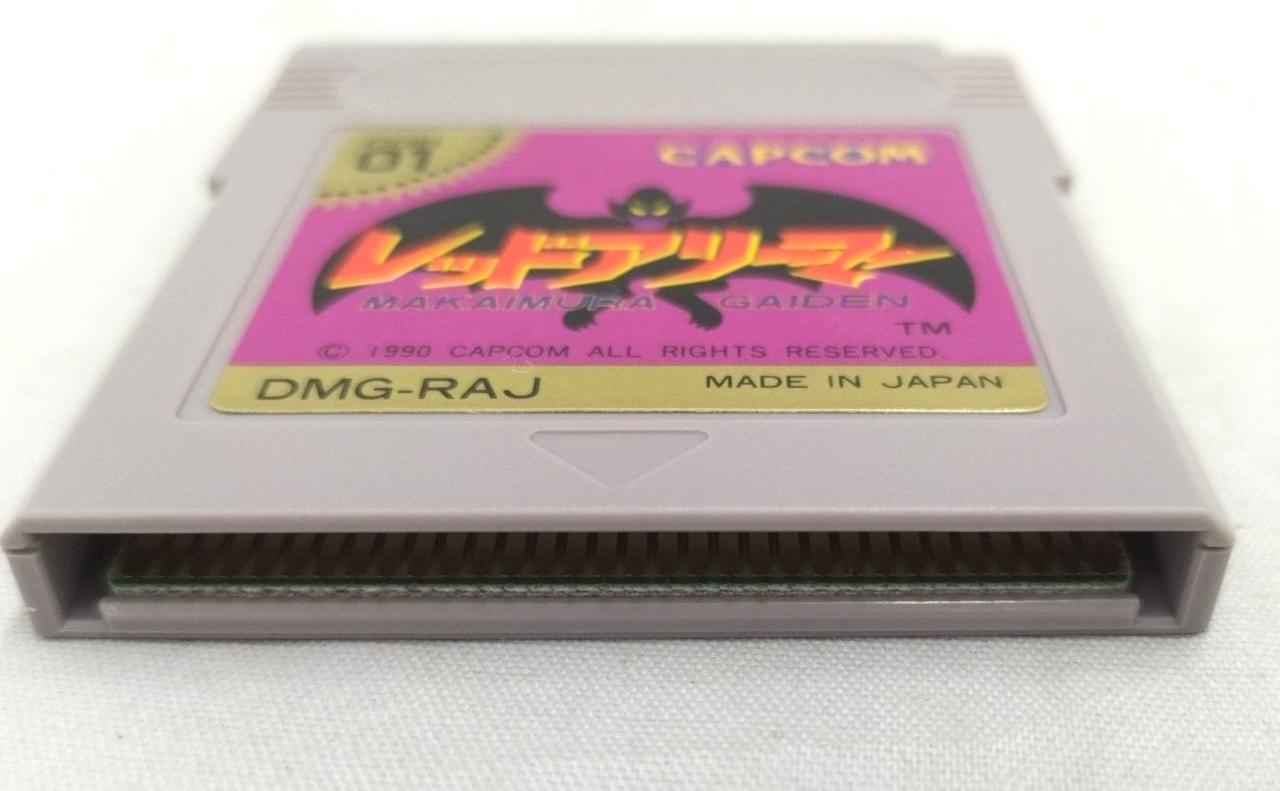 01
CAPCOM
レッドアリーマー
MAKAIMURA GAIDEN
TM
© 1990 CAPCOM ALL RIGHTS RESERVED.
DMG-RAJ
MADE IN JAPAN